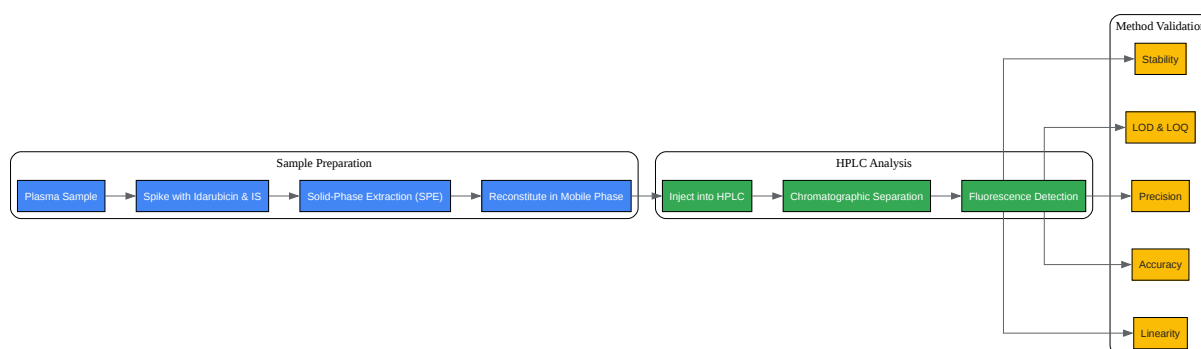 Method Validation
Stability
LOD & LOQ
Sample Preparation
HPLC Analysis
Plasma Sample
Spike with Idarubicin & IS
Solid-Phase Extraction (SPE)
Reconstitute in Mobile Phase
Inject into HPLC
Chromatographic Separation
Fluorescence Detection
Precision
Accuracy
Linearity